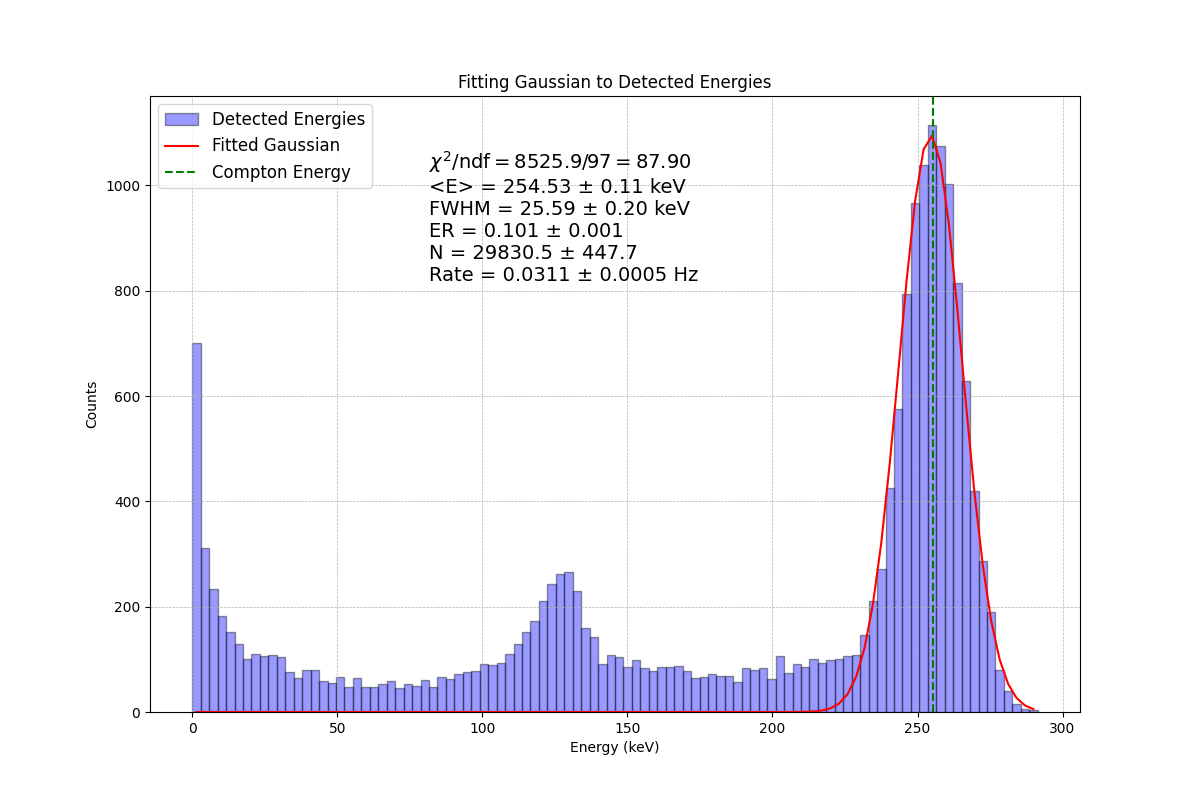 Fitting Gaussian to Detected Energies
Detected Energies
Fitted Gaussian
Compton Energy
χ²/ndf = 8525.9/97 = 87.90
<E> = 254.53 ± 0.11 keV
FWHM = 25.59 ± 0.20 keV
ER = 0.101 ± 0.001
N = 29830.5 ± 447.7
Rate = 0.0311 ± 0.0005 Hz
Counts
1000
800
600
400
200
0
0 50 100 150 200 250 300
Energy (keV)